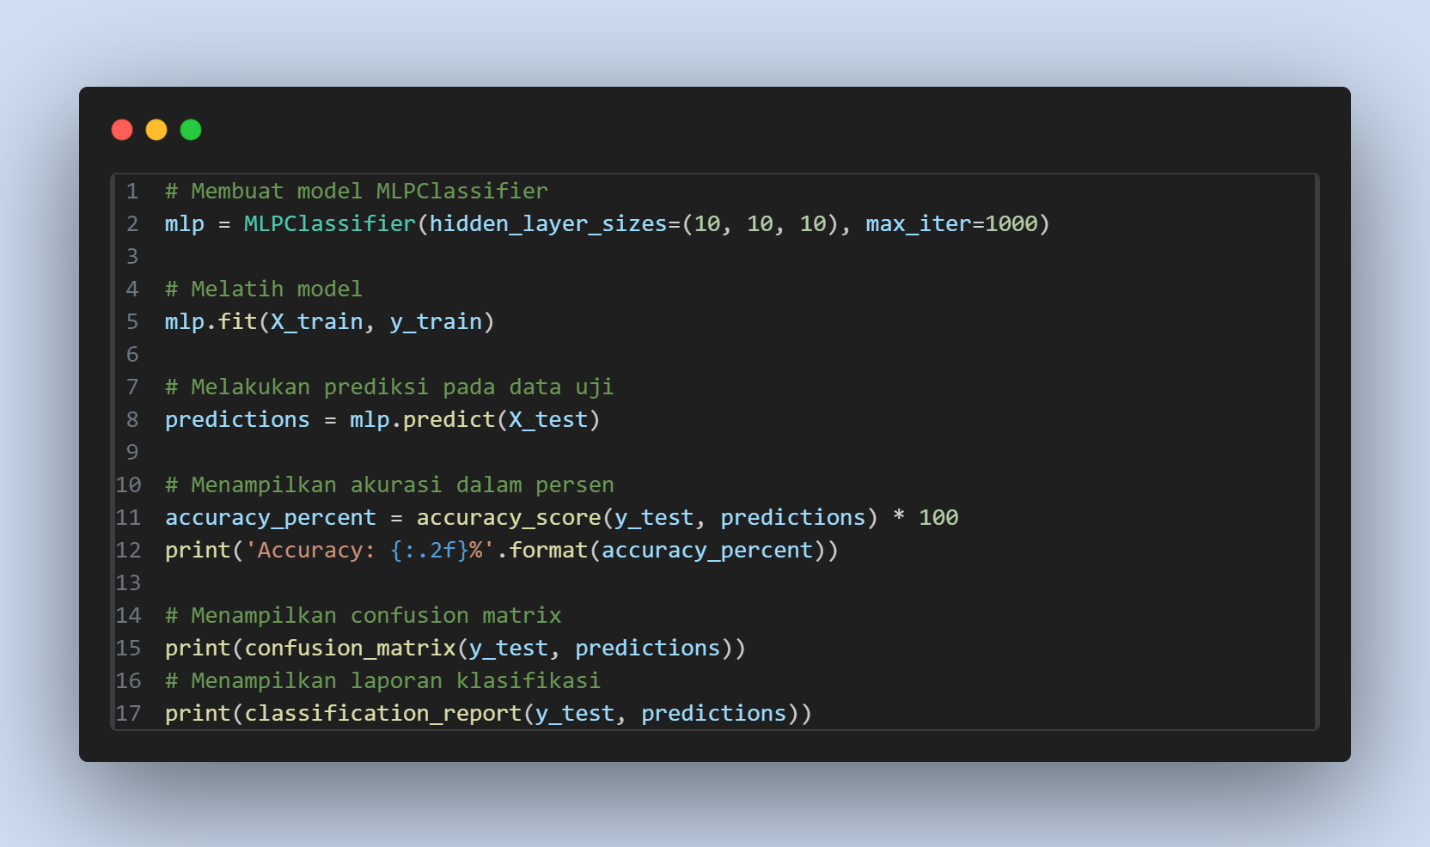 1 # Membuat model MLPClassifier
2 mlp = MLPClassifier(hidden_layer_sizes=(10, 10, 10), max_iter=1000)
3
4 # Melatih model
5 mlp.fit(X_train, y_train)
6
7 # Melakukan prediksi pada data uji
8 predictions = mlp.predict(X_test)
9
10 # Menampilkan akurasi dalam persen
11 accuracy_percent = accuracy_score(y_test, predictions) * 100
12 print('Accuracy: {:.2f}%'.format(accuracy_percent))
13
14 # Menampilkan confusion matrix
15 print(confusion_matrix(y_test, predictions))
16 # Menampilkan laporan klasifikasi
17 print(classification_report(y_test, predictions))